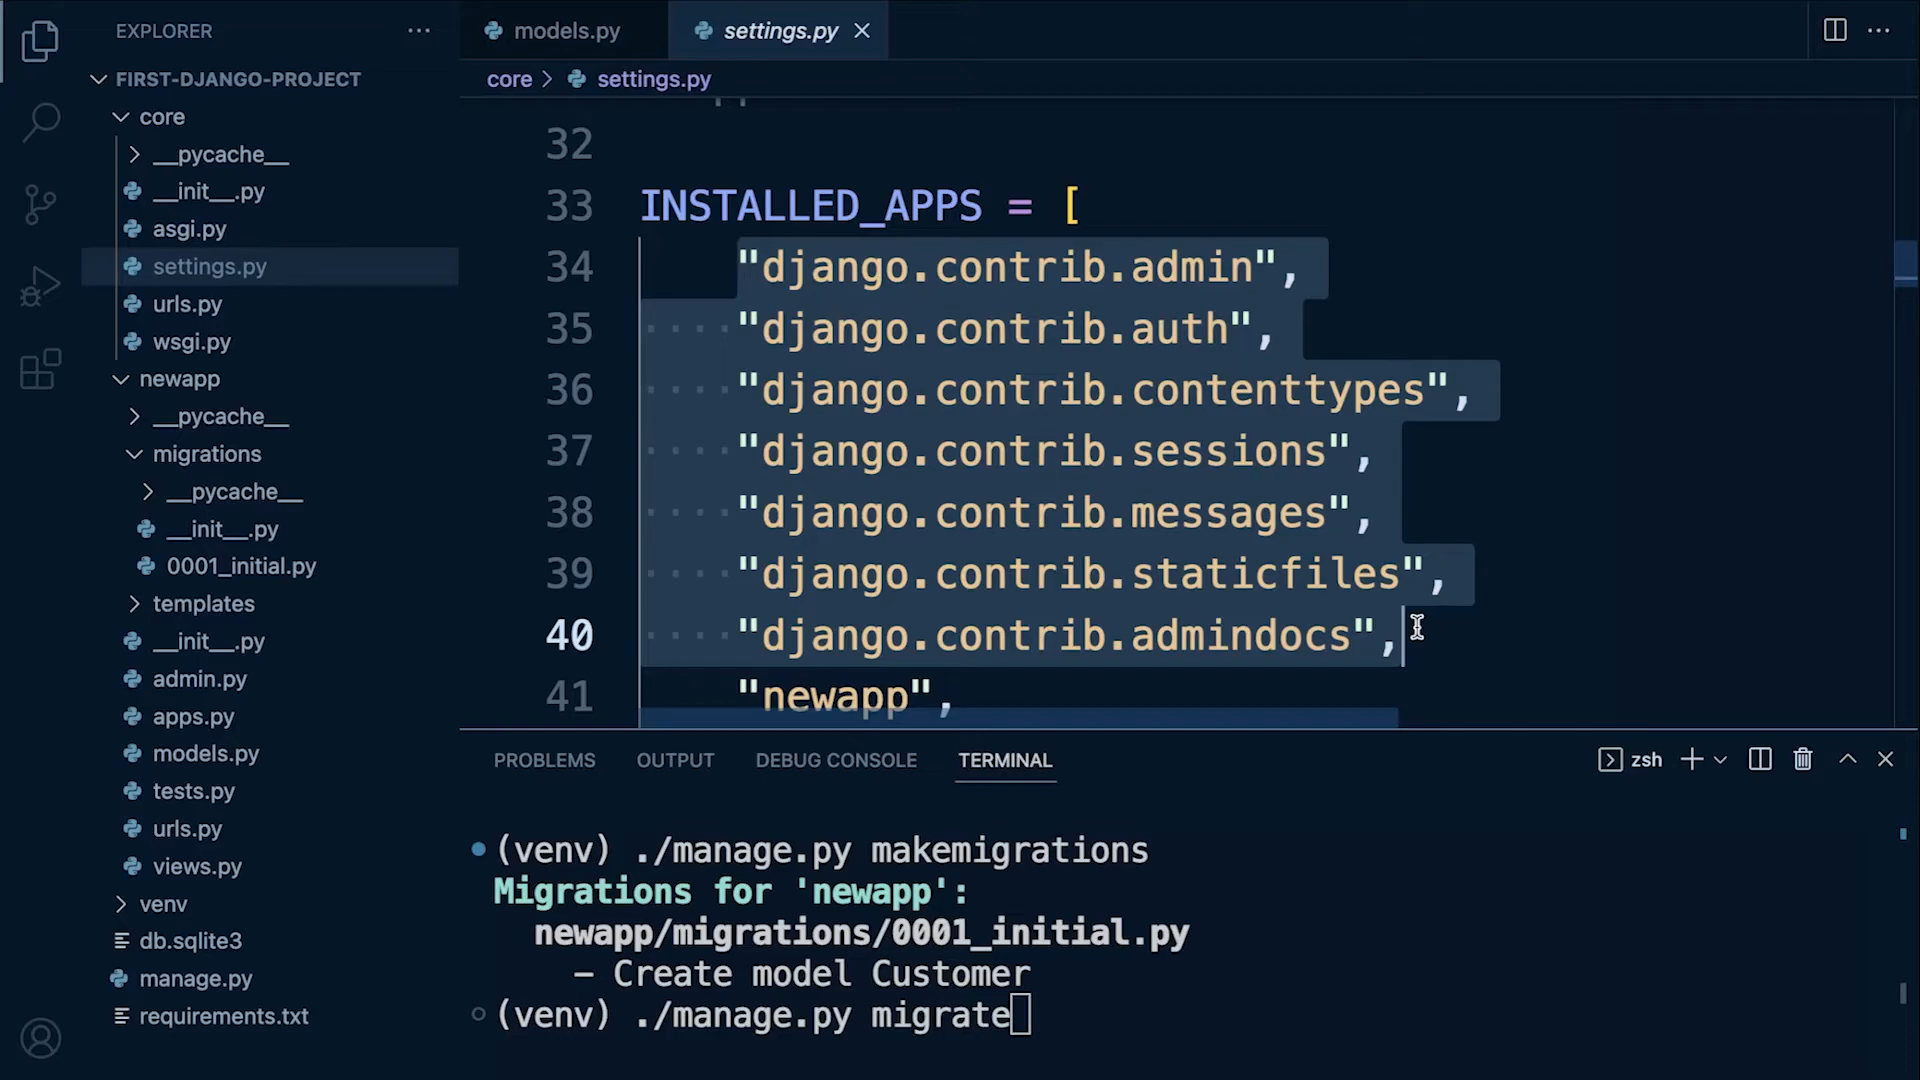 EXPLORER
FIRST-DJANGO-PROJECT
core
__pycache__
__init__.py
asgi.py
settings.py
urls.py
wsgi.py
newapp
__pycache__
migrations
__pycache__
__init__.py
0001_initial.py
templates
__init__.py
admin.py
apps.py
models.py
tests.py
urls.py
views.py
venv
db.sqlite3
manage.py
requirements.txt
models.py
settings.py
core > settings.py
32
33 INSTALLED_APPS = [
34 "django.contrib.admin",
35 "django.contrib.auth",
36 "django.contrib.contenttypes",
37 "django.contrib.sessions",
38 "django.contrib.messages",
39 "django.contrib.staticfiles",
40 "django.contrib.admindocs",
41 "newapp",
PROBLEMS OUTPUT DEBUG CONSOLE TERMINAL
zsh
(venv) ./manage.py makemigrations
Migrations for 'newapp':
newapp/migrations/0001_initial.py
- Create model Customer
(venv) ./manage.py migrate